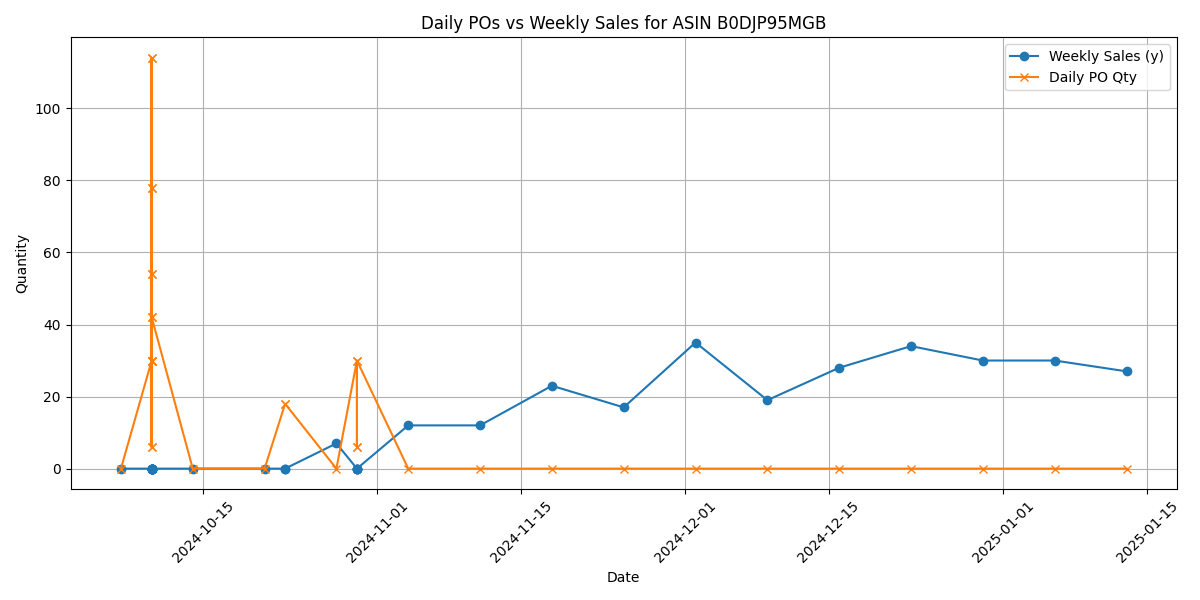 Daily POs vs Weekly Sales for ASIN B0DJP95MGB
Weekly Sales (y)
Daily PO Qty
Quantity
100
80
60
40
20
0
2024-10-15
2024-11-01
2024-11-15
2024-12-01
2024-12-15
2025-01-01
2025-01-15
Date